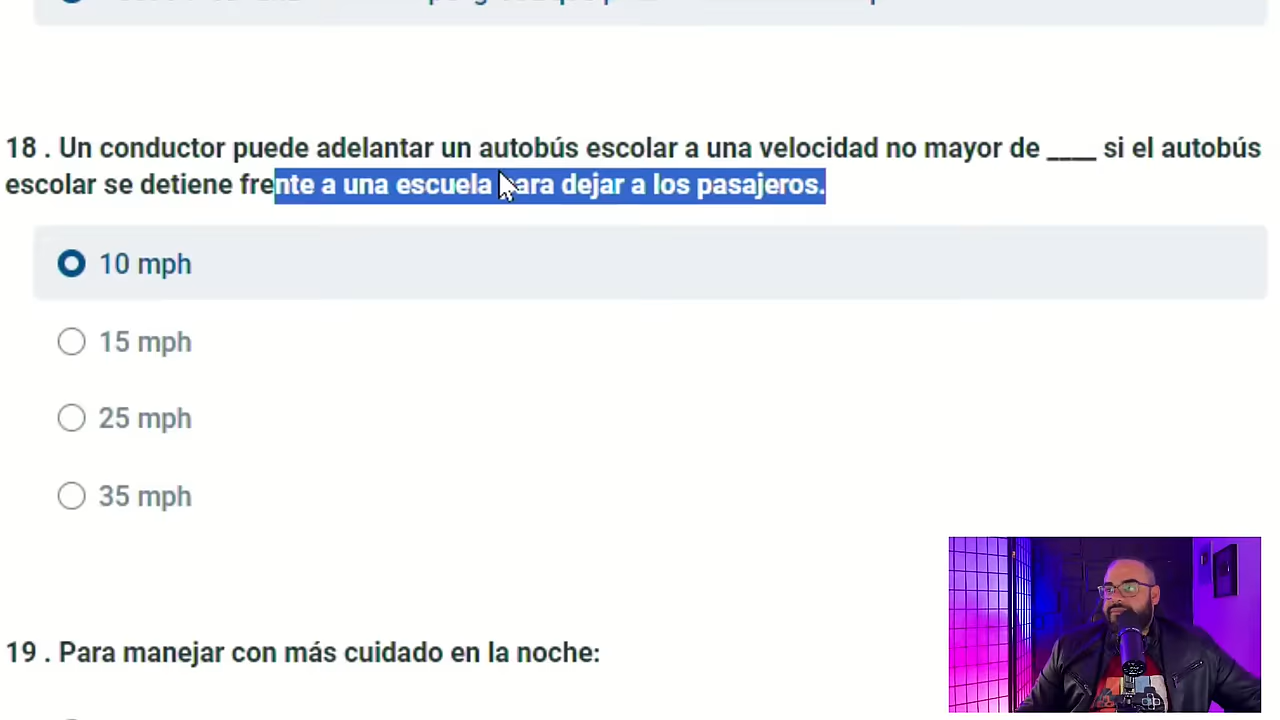 18 . Un conductor puede adelantar un autobús escolar a una velocidad no mayor de ____ si el autobús
escolar se detiene frente a una escuela para dejar a los pasajeros.
10 mph
15 mph
25 mph
35 mph
19 . Para manejar con más cuidado en la noche: